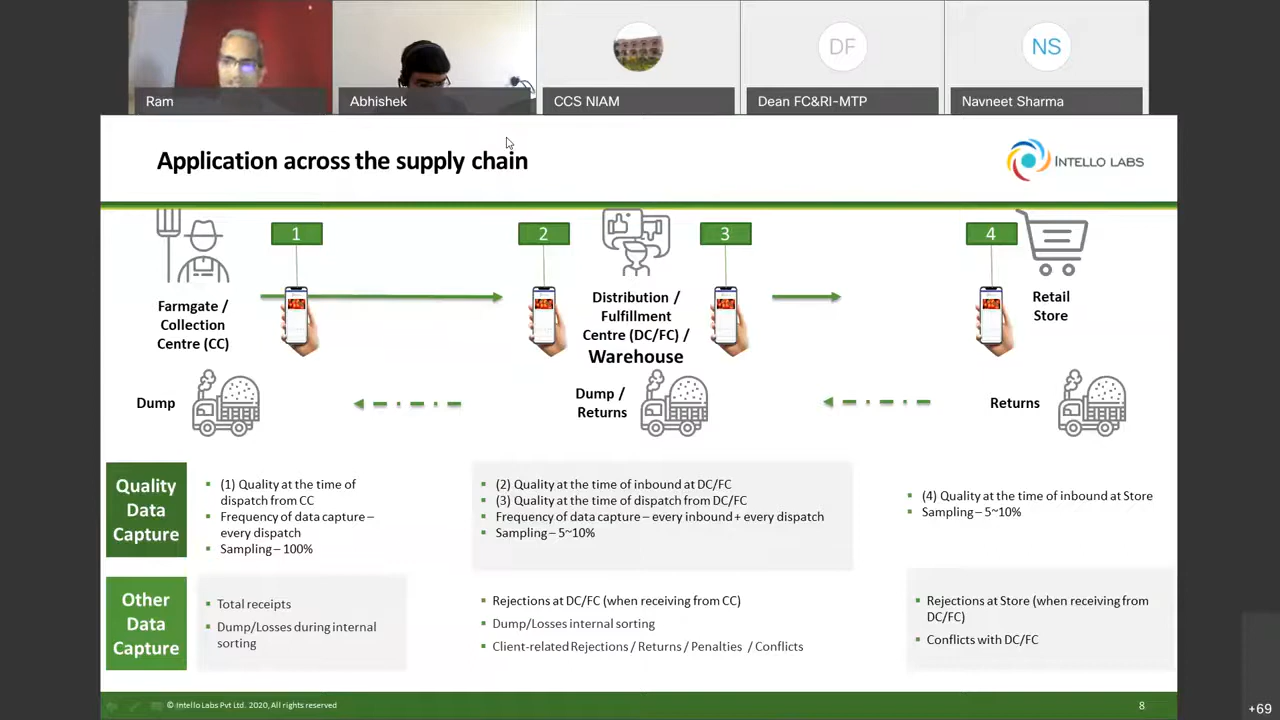 Ram
Abhishek
CCS NIAM
DF
Dean FC&RI-MTP
NS
Navneet Sharma
Application across the supply chain
INTELLO LABS
1
2
3
4
Farmgate /
Collection
Centre (CC)
Distribution /
Fulfillment
Centre (DC/FC) /
Warehouse
Retail
Store
Dump
Dump /
Returns
Returns
Quality
Data
Capture
(1) Quality at the time of
dispatch from CC
Frequency of data capture –
every dispatch
Sampling – 100%
(2) Quality at the time of inbound at DC/FC
(3) Quality at the time of dispatch from DC/FC
Frequency of data capture – every inbound + every dispatch
Sampling – 5~10%
(4) Quality at the time of inbound at Store
Sampling – 5~10%
Other
Data
Capture
Total receipts
Dump/Losses during internal
sorting
Rejections at DC/FC (when receiving from CC)
Dump/Losses internal sorting
Client-related Rejections / Returns / Penalties / Conflicts
Rejections at Store (when receiving from
DC/FC)
Conflicts with DC/FC
© Intello Labs Pvt Ltd. 2020, All rights reserved
8
+69